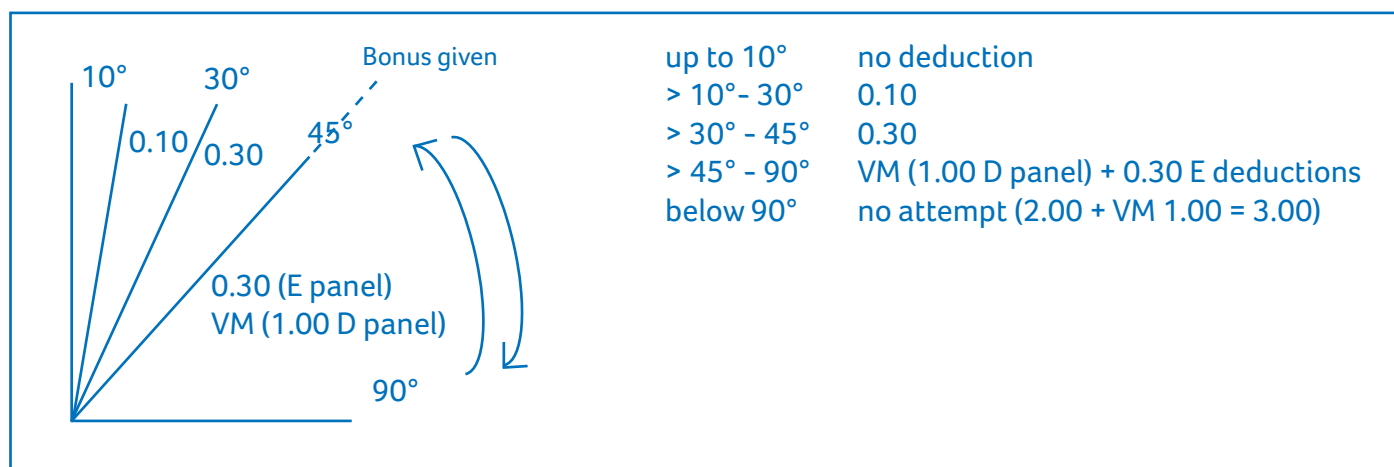 Bonus given
10°
30°
45°
0.10
0.30
0.30 (E panel)
VM (1.00 D panel)
90°
up to 10° no deduction
> 10°- 30° 0.10
> 30° - 45° 0.30
> 45° - 90° VM (1.00 D panel) + 0.30 E deductions
below 90° no attempt (2.00 + VM 1.00 = 3.00)